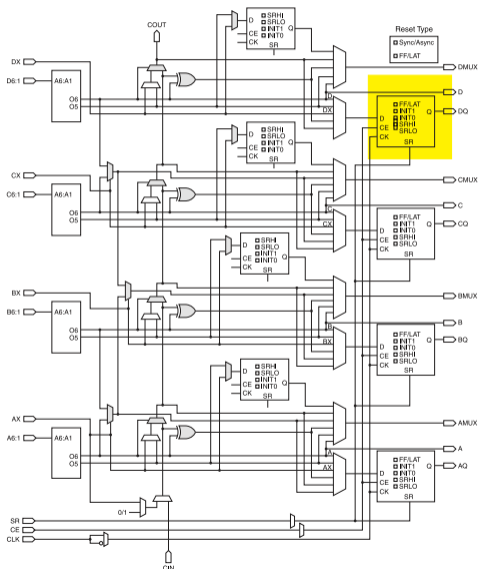 COUT
SRHI
SRLO
INIT1
INIT0
D
Q
CE
CK
SR
Reset Type
Sync/Async
FF/LAT
DX
DMUX
D6:1
A6:A1
O6
O5
D
D
DX
FF/LAT
INIT1
INIT0
SRHI
SRLO
D
CE
CK
Q
DQ
SR
SRHI
SRLO
INIT1
INIT0
D
Q
CE
CK
SR
CX
CMUX
C6:1
A6:A1
O6
O5
C
C
CX
FF/LAT
INIT1
INIT0
SRHI
SRLO
D
CE
CK
Q
CQ
SR
SRHI
SRLO
INIT1
INIT0
D
Q
CE
CK
SR
BX
BMUX
B6:1
A6:A1
O6
O5
B
B
BX
FF/LAT
INIT1
INIT0
SRHI
SRLO
D
CE
CK
Q
BQ
SR
SRHI
SRLO
INIT1
INIT0
D
Q
CE
CK
SR
AX
AMUX
A6:1
A6:A1
O6
O5
A
A
AX
FF/LAT
INIT1
INIT0
SRHI
SRLO
D
CE
CK
Q
AQ
SR
0/1
SR
CE
CLK
CIN